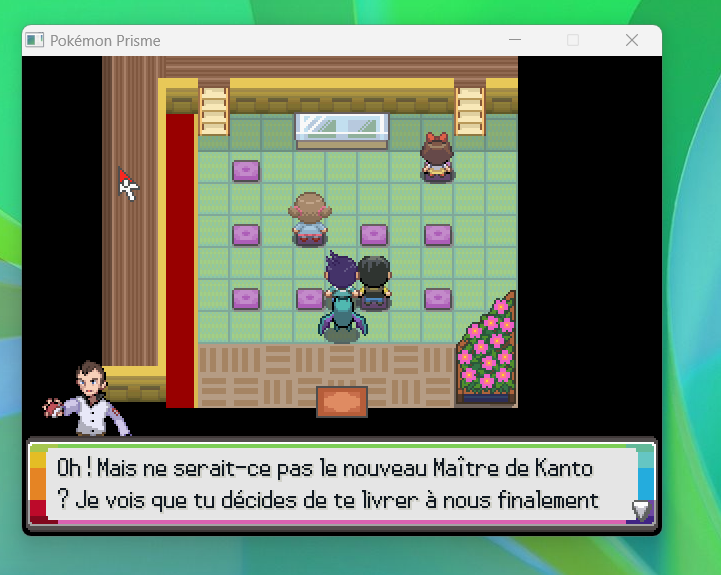 Pokémon Prisme
Oh ! Mais ne serait-ce pas le nouveau Maître de Kanto
? Je vois que tu décides de te livrer à nous finalement